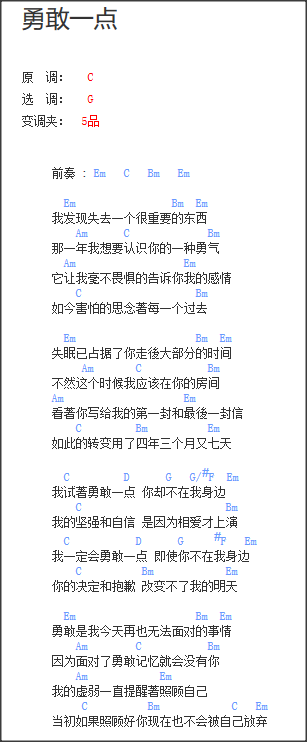 勇敢一点
原　调： C
选　调： G
变调夹： 5品
前奏 : Em C Bm Em
Em Bm Em
我发现失去一个很重要的东西
Am C Bm
那一年我想要认识你的一种勇气
Am Em
它让我毫不畏惧的告诉你我的感情
C Bm
如今害怕的思念著每一个过去
Em Bm Em
失眠已占据了你走後大部分的时间
Am C Bm
不然这个时候我应该在你的房间
Am Em
看著你写给我的第一封和最後一封信
C Bm Em
如此的转变用了四年三个月又七天
C D G G/#F Em
我试著勇敢一点 你却不在我身边
C Bm
我的坚强和自信 是因为相爱才上演
C D G #F Em
我一定会勇敢一点 即使你不在我身边
C Bm Em
你的决定和抱歉 改变不了我的明天
Em Bm Em
勇敢是我今天再也无法面对的事情
Am C Bm
因为面对了勇敢记忆就会没有你
Am Em
我的虚弱一直提醒著照顾自己
C Bm C Em
当初如果照顾好你现在也不会被自己放弃